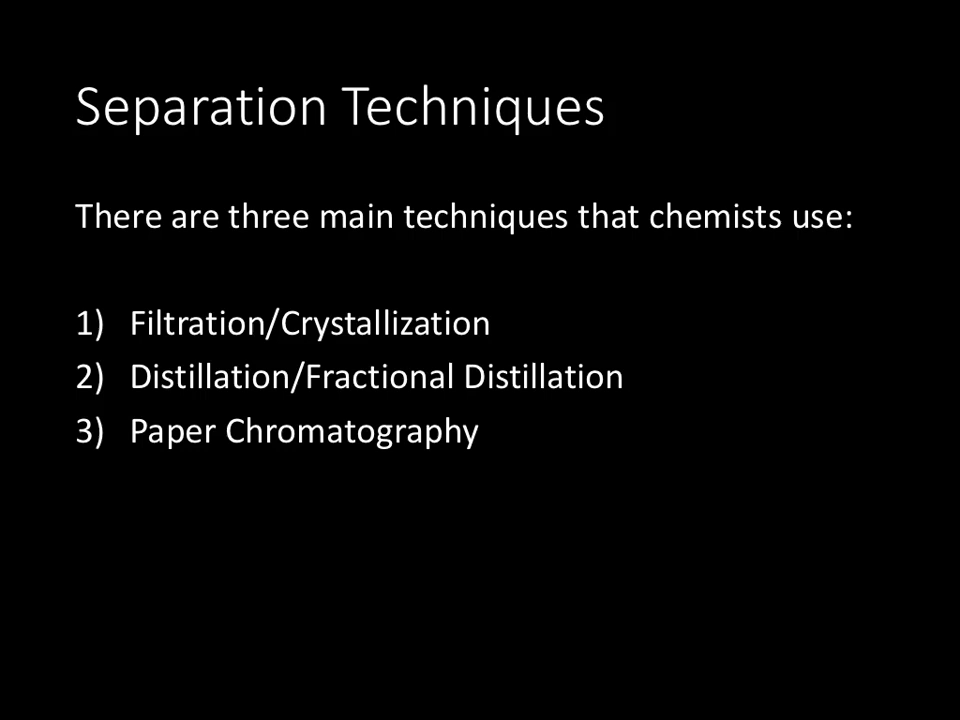 Separation Techniques
There are three main techniques that chemists use:
1) Filtration/Crystallization
2) Distillation/Fractional Distillation
3) Paper Chromatography